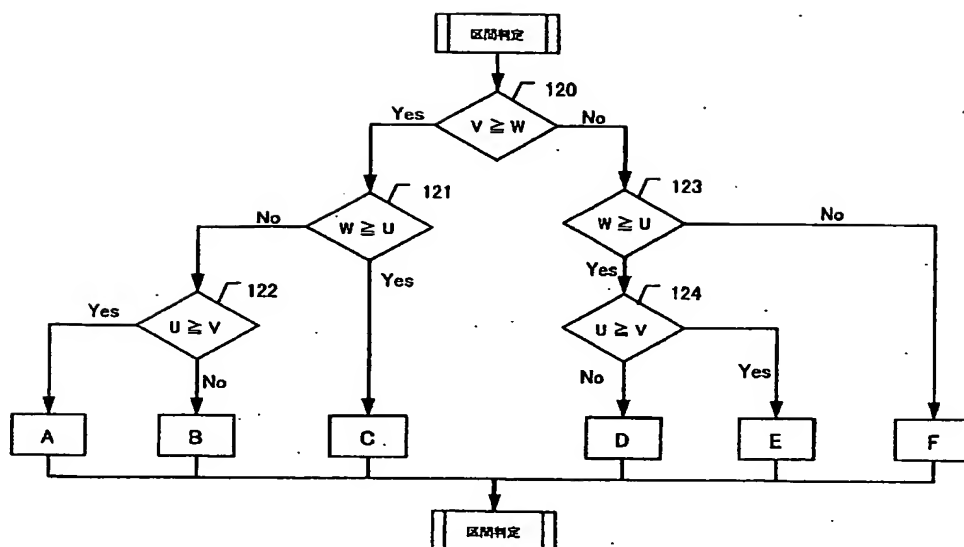 区間判定
120
Yes
V ≧ W
No
121
123
No
W ≧ U
W ≧ U
No
Yes
Yes
122
124
Yes
U ≧ V
U ≧ V
No
No
Yes
A
B
C
D
E
F
区間判定